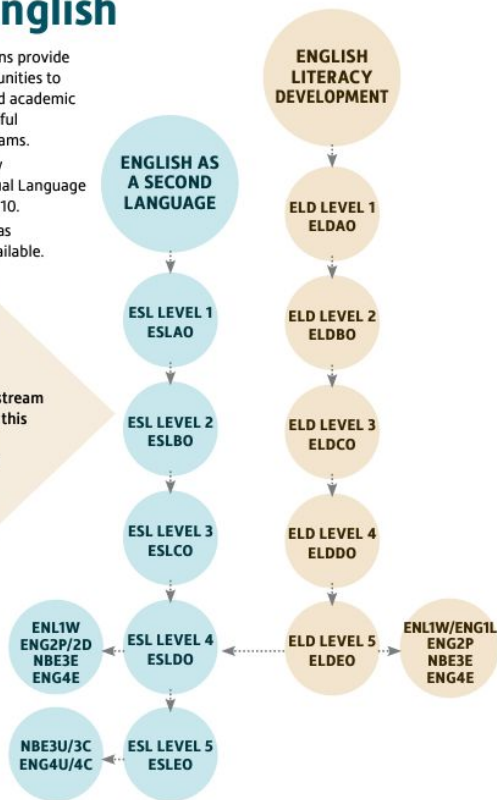 nglish
ns provide
unities to
d academic
ful
ams.
y
ual Language
10.
as
ailable.
stream
this
ENGLISH AS
A SECOND
LANGUAGE
ESL LEVEL 1
ESLAO
ESL LEVEL 2
ESLBO
ESL LEVEL 3
ESLCO
ESL LEVEL 4
ESLDO
ENL1W
ENG2P/2D
NBE3E
ENG4E
ESL LEVEL 5
ESLEO
NBE3U/3C
ENG4U/4C
ENGLISH
LITERACY
DEVELOPMENT
ELD LEVEL 1
ELDAO
ELD LEVEL 2
ELDBO
ELD LEVEL 3
ELDCO
ELD LEVEL 4
ELDDO
ELD LEVEL 5
ELDEO
ENL1W/ENG1L
ENG2P
NBE3E
ENG4E